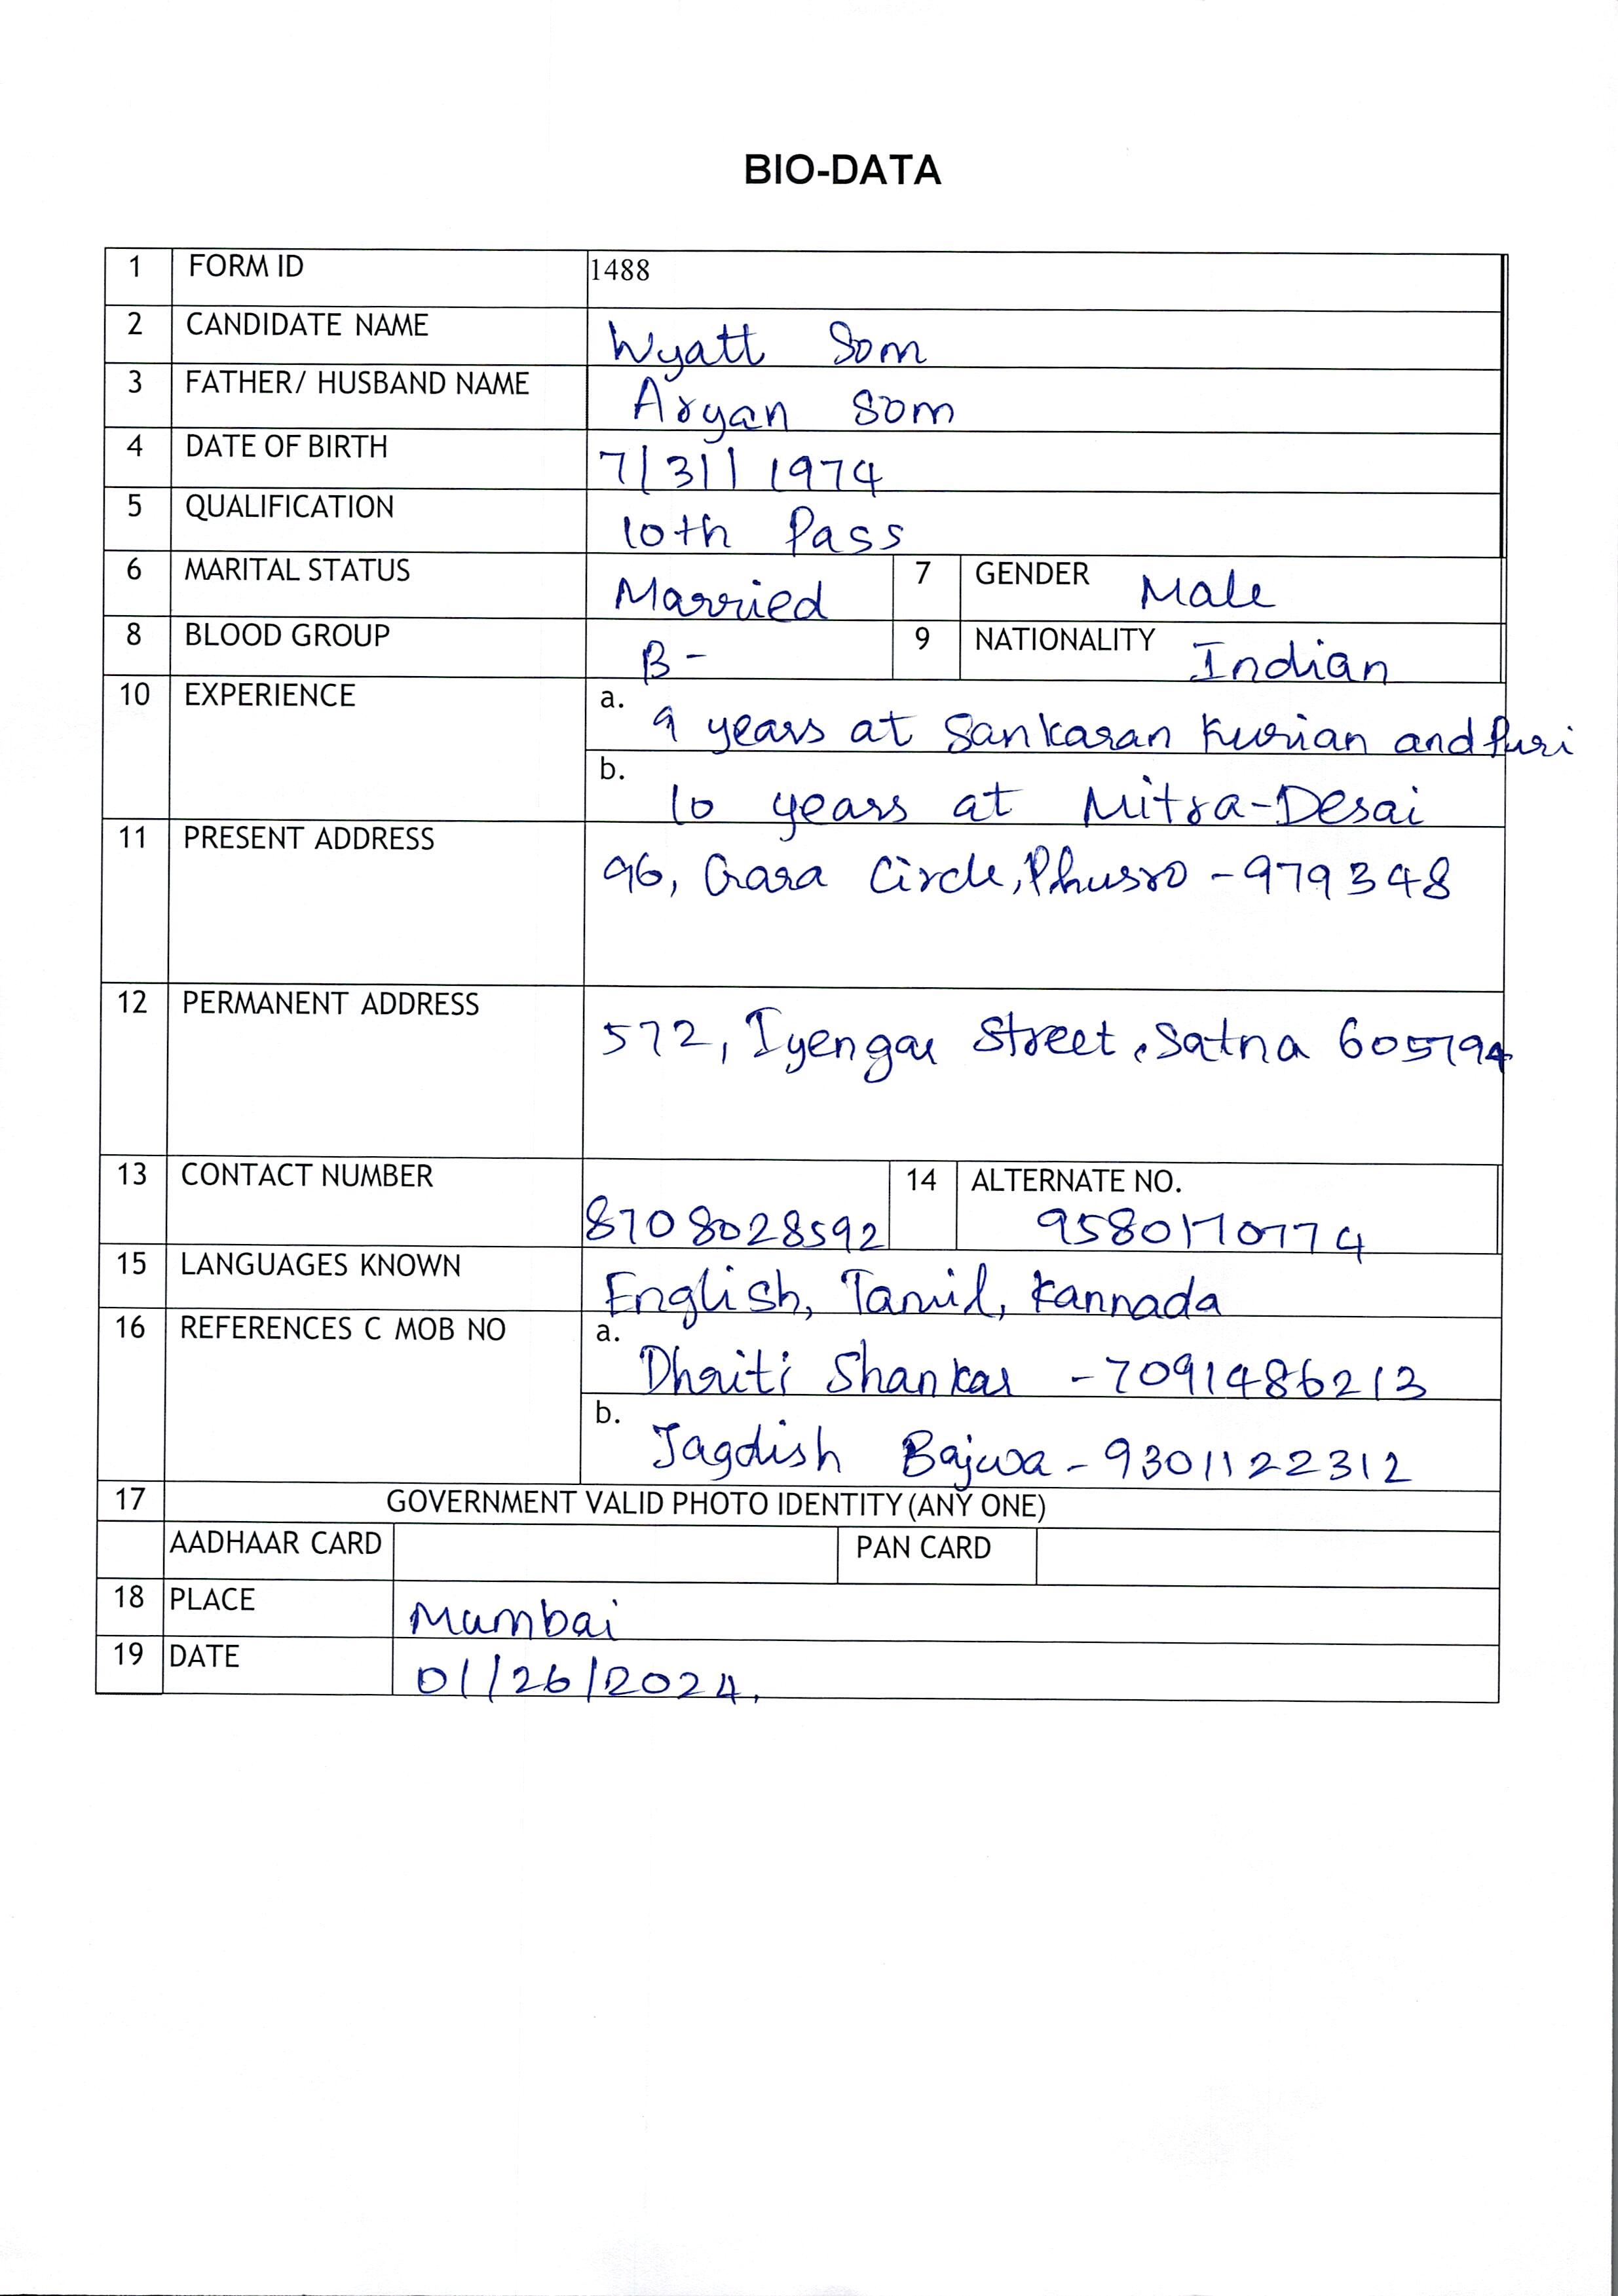 BIO-DATA
1 FORM ID 1488
2 CANDIDATE NAME Wyatt Som
3 FATHER/ HUSBAND NAME Aryan Som
4 DATE OF BIRTH 7/31/1974
5 QUALIFICATION 10th Pass
6 MARITAL STATUS Married 7 GENDER Male
8 BLOOD GROUP B- 9 NATIONALITY Indian
10 EXPERIENCE a. 9 years at Sankaran Kurian and Puri
b. 10 years at Mitra-Desai
11 PRESENT ADDRESS 96, Gara Circle, Phusro - 979348
12 PERMANENT ADDRESS 572, Iyengar Street, Satna 605794
13 CONTACT NUMBER 8708028592 14 ALTERNATE NO. 9580170774
15 LANGUAGES KNOWN English, Tamil, Kannada
16 REFERENCES C MOB NO a. Dhriti Shankar - 7091486213
b. Jagdish Bajwa - 9301122312
17 GOVERNMENT VALID PHOTO IDENTITY (ANY ONE)
AADHAAR CARD PAN CARD
18 PLACE Mumbai
19 DATE 01/26/2024.